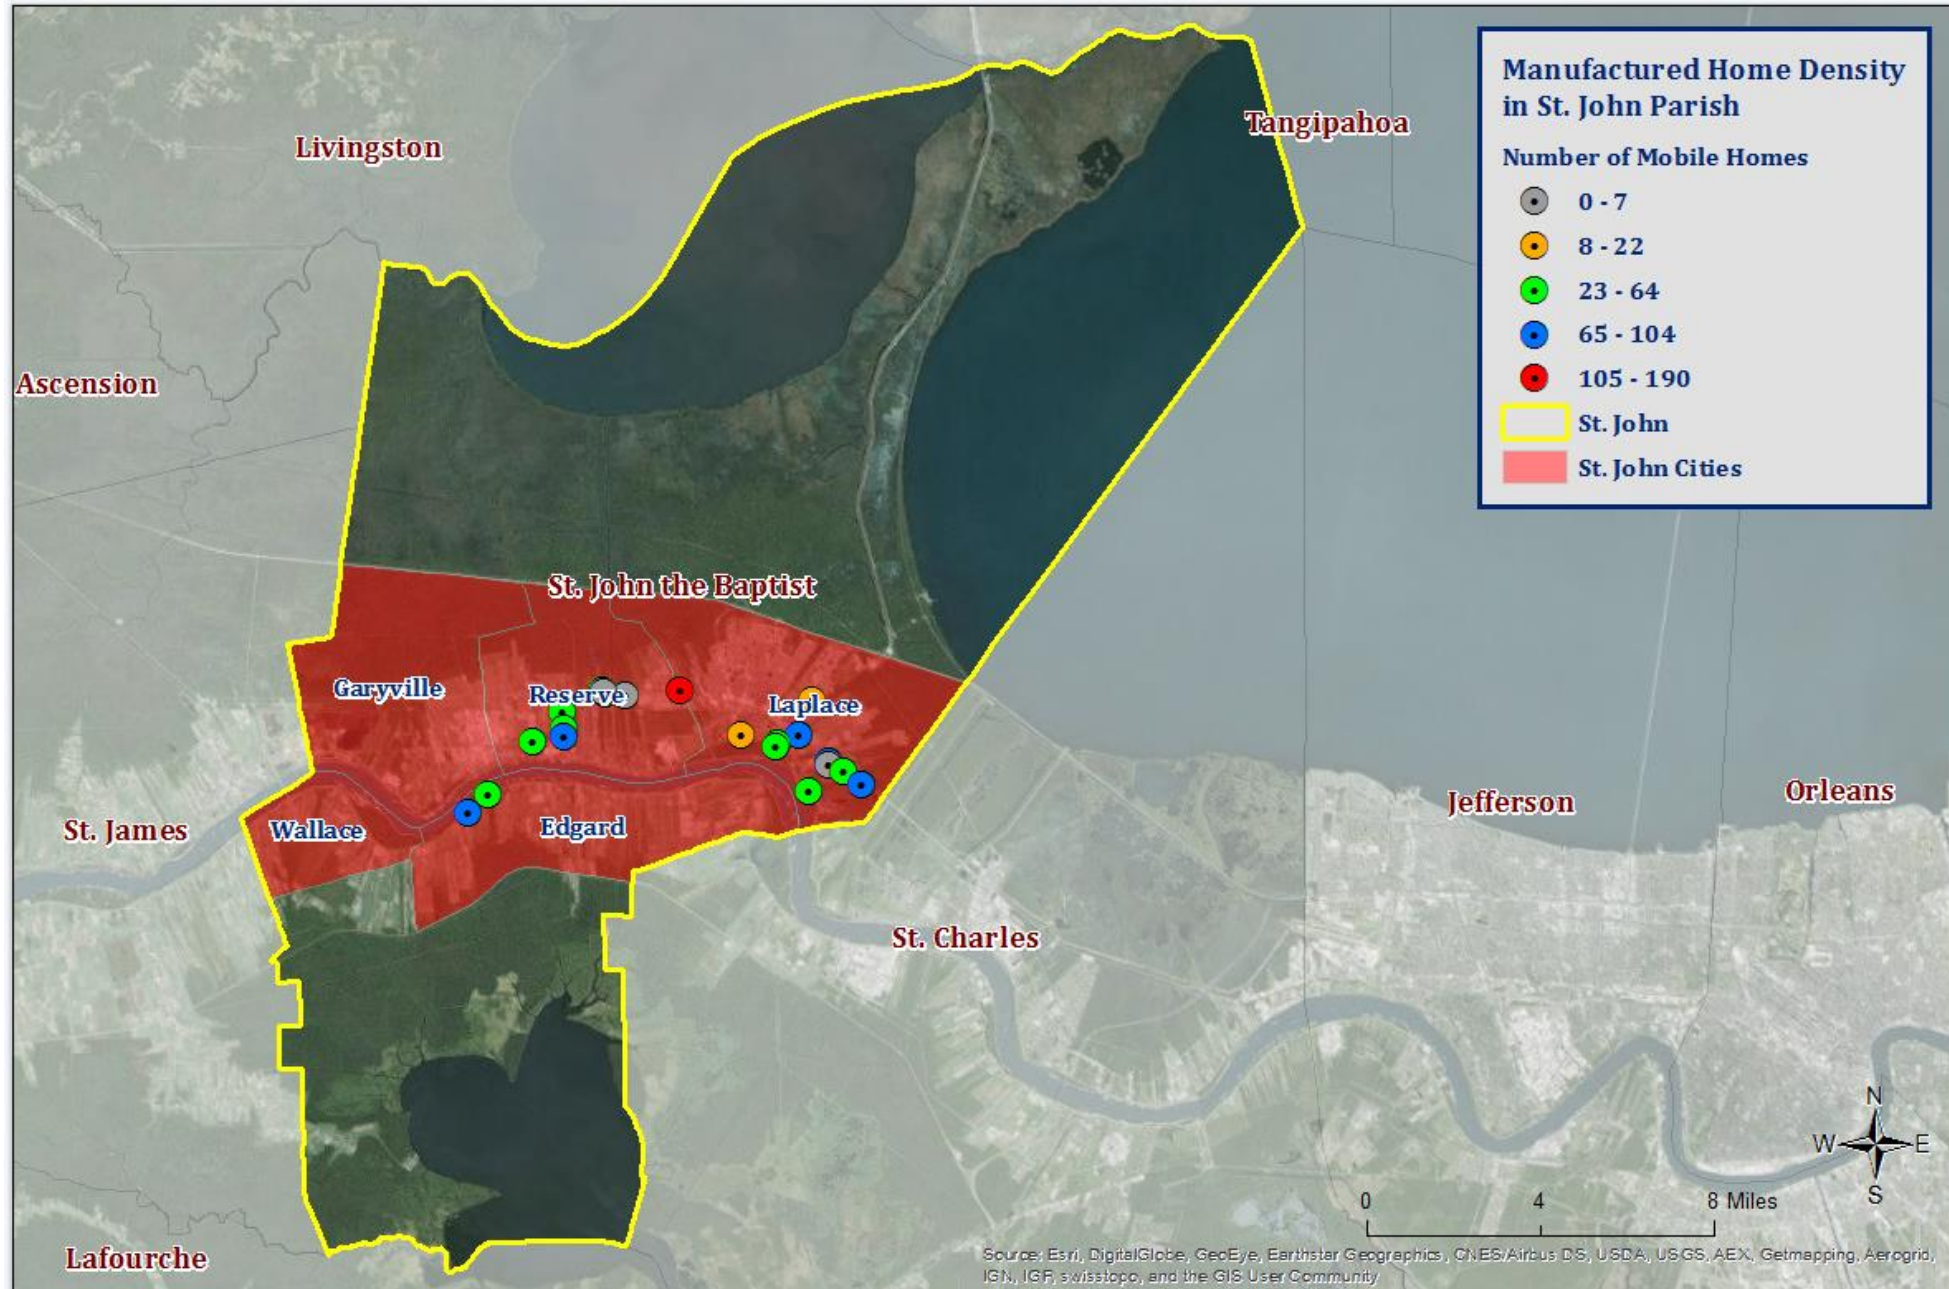 Manufactured Home Density
in St. John Parish
Number of Mobile Homes
0 - 7
8 - 22
23 - 64
65 - 104
105 - 190
St. John
St. John Cities
Livingston
Tangipahoa
Ascension
St. John the Baptist
Garyville
Reserve
Laplace
St. James
Wallace
Edgard
Jefferson
Orleans
St. Charles
Lafourche
N
W
E
S
0 4 8 Miles
Source: Esri, DigitalGlobe, GeoEye, Earthstar Geographics, CNES/Airbus DS, USDA, USGS, AEX, Getmapping, Aerogrid,
IGN, IGP, swisstopo, and the GIS User Community